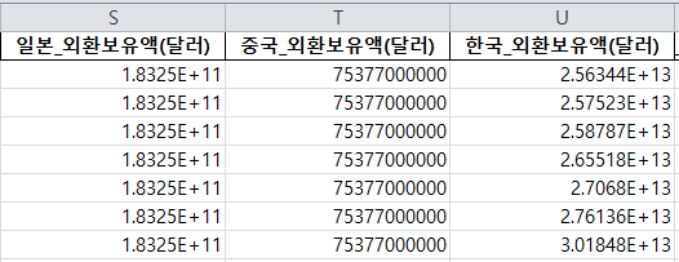 S T U
일본_외환보유액(달러) 중국_외환보유액(달러) 한국_외환보유액(달러)
1.8325E+11 75377000000 2.56344E+13
1.8325E+11 75377000000 2.57523E+13
1.8325E+11 75377000000 2.58787E+13
1.8325E+11 75377000000 2.65518E+13
1.8325E+11 75377000000 2.7068E+13
1.8325E+11 75377000000 2.76136E+13
1.8325E+11 75377000000 3.01848E+13